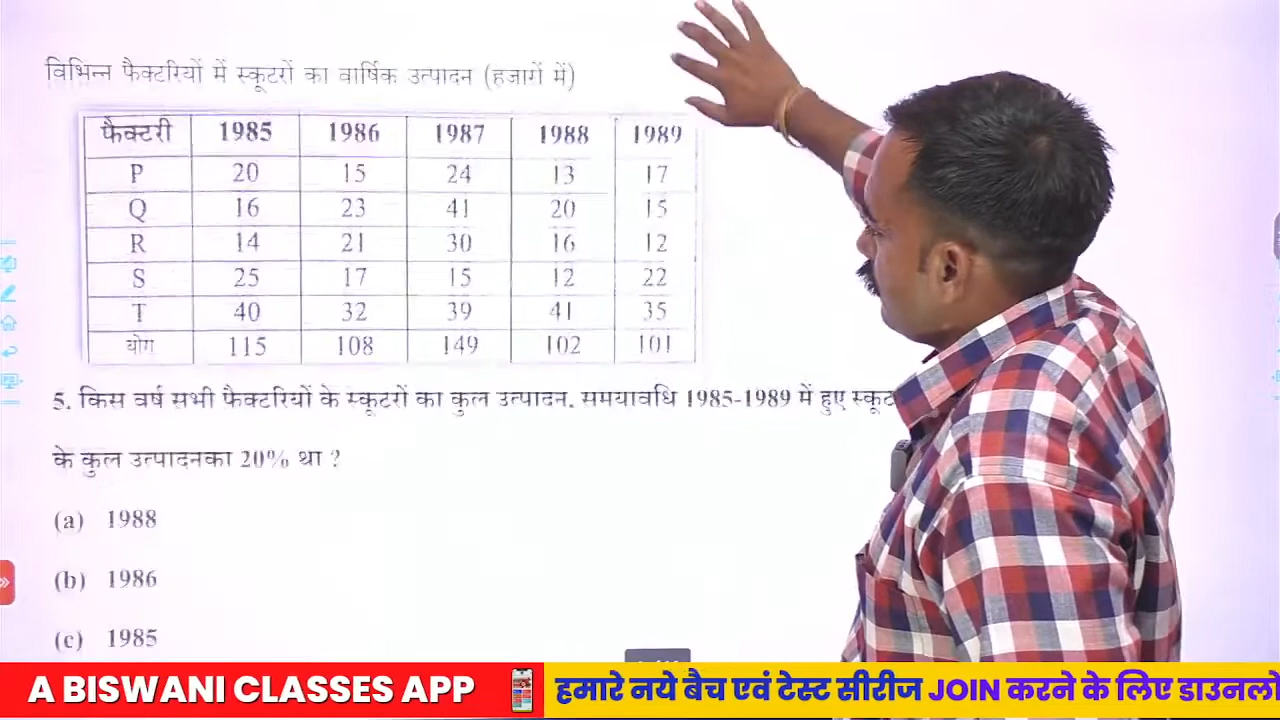 विभिन्न फैक्टरियों में स्कूटरों का वार्षिक उत्पादन (हजारों में)
फैक्टरी 1985 1986 1987 1988 1989
P 20 15 24 13 17
Q 16 23 41 20 15
R 14 21 30 16 12
S 25 17 15 12 22
T 40 32 39 41 35
योग 115 108 149 102 101
5. किस वर्ष सभी फैक्टरियों के स्कूटरों का कुल उत्पादन. समयावधि 1985-1989 में हुए
के कुल उत्पादनका 20% था ?
(a) 1988
(b) 1986
(c) 1985
A BISWANI CLASSES APP हमारे नये बैच एवं टेस्ट सीरीज JOIN करने के लिए